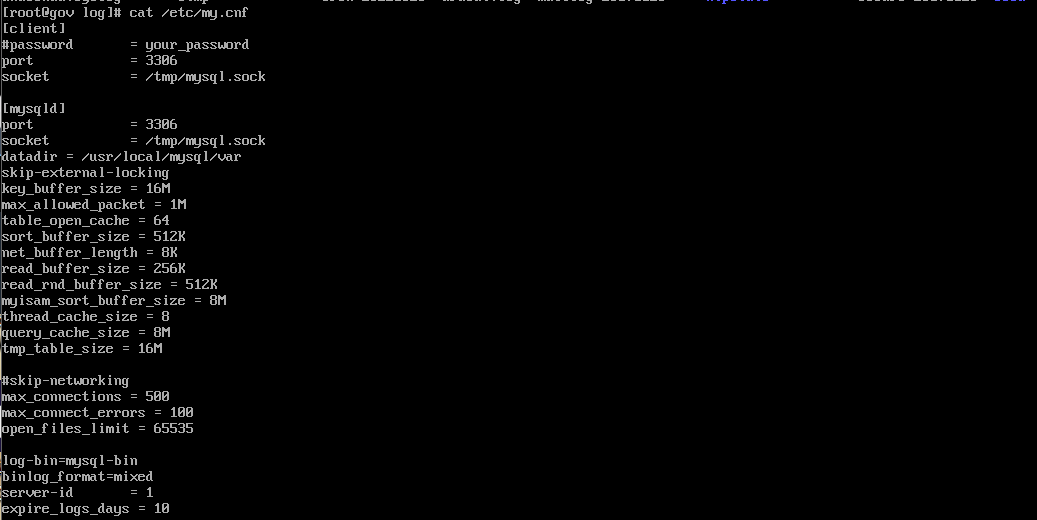 [root@gov log]# cat /etc/my.cnf
[client]
#password       = your_password
port            = 3306
socket          = /tmp/mysql.sock

[mysqld]
port            = 3306
socket          = /tmp/mysql.sock
datadir = /usr/local/mysql/var
skip-external-locking
key_buffer_size = 16M
max_allowed_packet = 1M
table_open_cache = 64
sort_buffer_size = 512K
net_buffer_length = 8K
read_buffer_size = 256K
read_rnd_buffer_size = 512K
myisam_sort_buffer_size = 8M
thread_cache_size = 8
query_cache_size = 8M
tmp_table_size = 16M

#skip-networking
max_connections = 500
max_connect_errors = 100
open_files_limit = 65535

log-bin=mysql-bin
binlog_format=mixed
server-id       = 1
expire_logs_days = 10